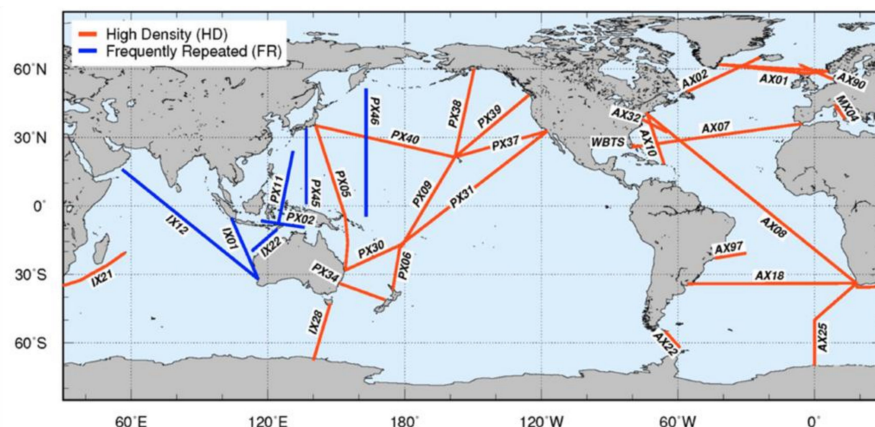 High Density (HD)
Frequently Repeated (FR)
60°N
30°N
0°
30°S
60°S
60°E
120°E
180°
120°W
60°W
0°
PX38
PX39
PX46
PX40
PX37
PX05
PX11
PX45
PX02
PX09
PX31
PX30
PX06
PX34
IX12
IX01
IX22
IX21
IX28
AX02
AX01
AX90
MX04
AX32
AX07
WBTS
AX10
AX08
AX97
AX18
AX22
AX25